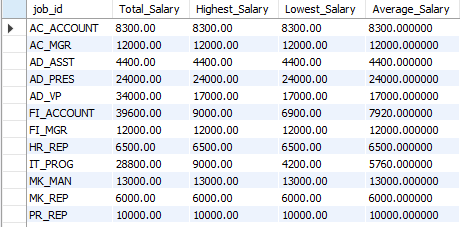 job_id Total_Salary Highest_Salary Lowest_Salary Average_Salary
AC_ACCOUNT 8300.00 8300.00 8300.00 8300.000000
AC_MGR 12000.00 12000.00 12000.00 12000.000000
AD_ASST 4400.00 4400.00 4400.00 4400.000000
AD_PRES 24000.00 24000.00 24000.00 24000.000000
AD_VP 34000.00 17000.00 17000.00 17000.000000
FI_ACCOUNT 39600.00 9000.00 6900.00 7920.000000
FI_MGR 12000.00 12000.00 12000.00 12000.000000
HR_REP 6500.00 6500.00 6500.00 6500.000000
IT_PROG 28800.00 9000.00 4200.00 5760.000000
MK_MAN 13000.00 13000.00 13000.00 13000.000000
MK_REP 6000.00 6000.00 6000.00 6000.000000
PR_REP 10000.00 10000.00 10000.00 10000.000000